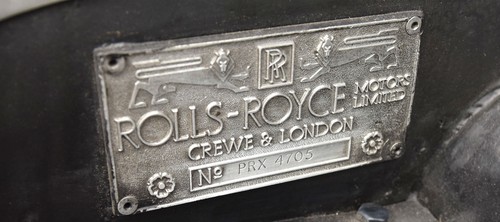 RR
ROLLS-ROYCE MOTORS LIMITED
CREWE & LONDON
Nº PRX 4705